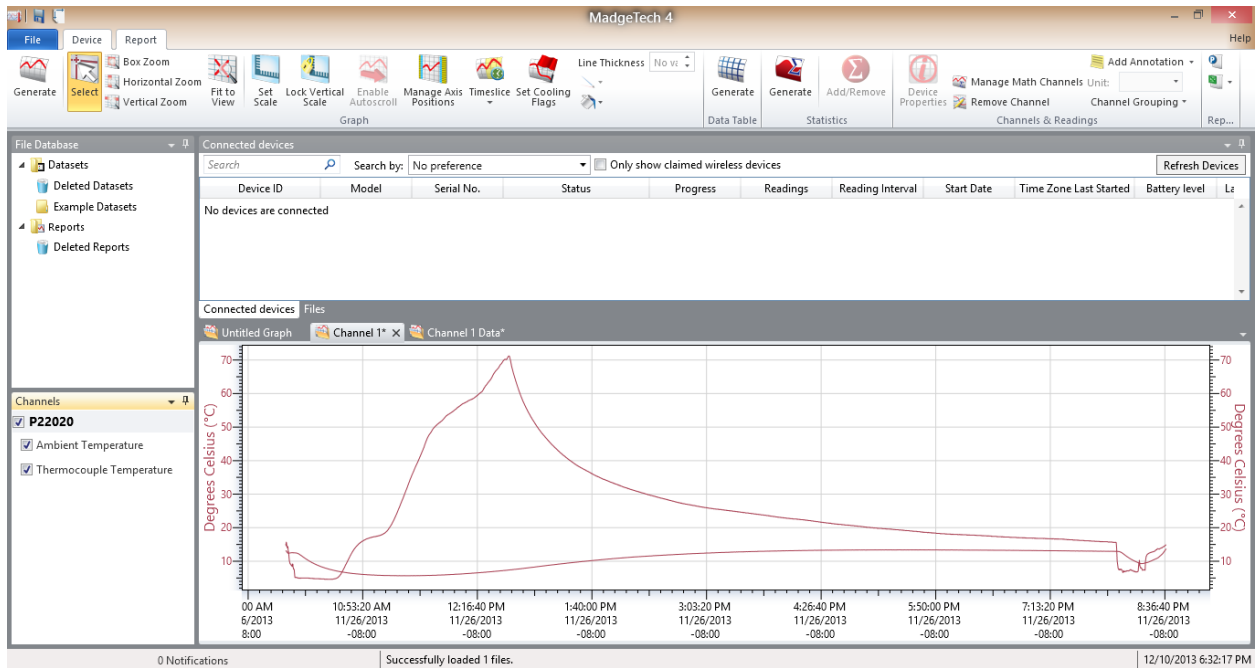 MadgeTech 4
File Device Report Help
Generate
Select
Box Zoom
Horizontal Zoom
Vertical Zoom
Fit to View
Set Scale
Lock Vertical Scale
Enable Autoscroll
Manage Axis Positions
Timeslice
Set Cooling Flags
Line Thickness
Graph
Generate
Data Table
Generate
Add/Remove
Statistics
Device Properties
Manage Math Channels
Remove Channel
Add Annotation
Unit:
Channel Grouping
Channels & Readings
Rep...
File Database
Datasets
Deleted Datasets
Example Datasets
Reports
Deleted Reports
Connected devices
Search Search by: No preference Only show claimed wireless devices Refresh Devices
Device ID Model Serial No. Status Progress Readings Reading Interval Start Date Time Zone Last Started Battery level La
No devices are connected
Connected devices Files
Untitled Graph Channel 1* X Channel 1 Data*
Channels
P22020
Ambient Temperature
Thermocouple Temperature
Degrees Celsius (°C)
70
60
50
40
30
20
10
70
60
50
40
30
20
10
Degrees Celsius (°C)
00 AM 10:53:20 AM 12:16:40 PM 1:40:00 PM 3:03:20 PM 4:26:40 PM 5:50:00 PM 7:13:20 PM 8:36:40 PM
6/2013 11/26/2013 11/26/2013 11/26/2013 11/26/2013 11/26/2013 11/26/2013 11/26/2013 11/26/2013
8:00 -08:00 -08:00 -08:00 -08:00 -08:00 -08:00 -08:00 -08:00
0 Notifications Successfully loaded 1 files. 12/10/2013 6:32:17 PM